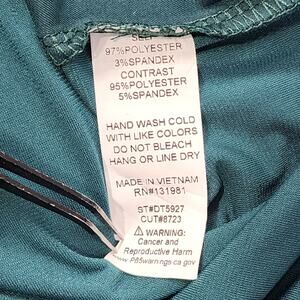 SELF
97%POLYESTER
3%SPANDEX
CONTRAST
95%POLYESTER
5%SPANDEX
HAND WASH COLD
WITH LIKE COLORS
DO NOT BLEACH
HANG OR LINE DRY
MADE IN VIETNAM
RN#131981
ST#DT5927
CUT#8723
⚠ WARNING:
Cancer and
Reproductive Harm
www.P65warnings.ca.gov